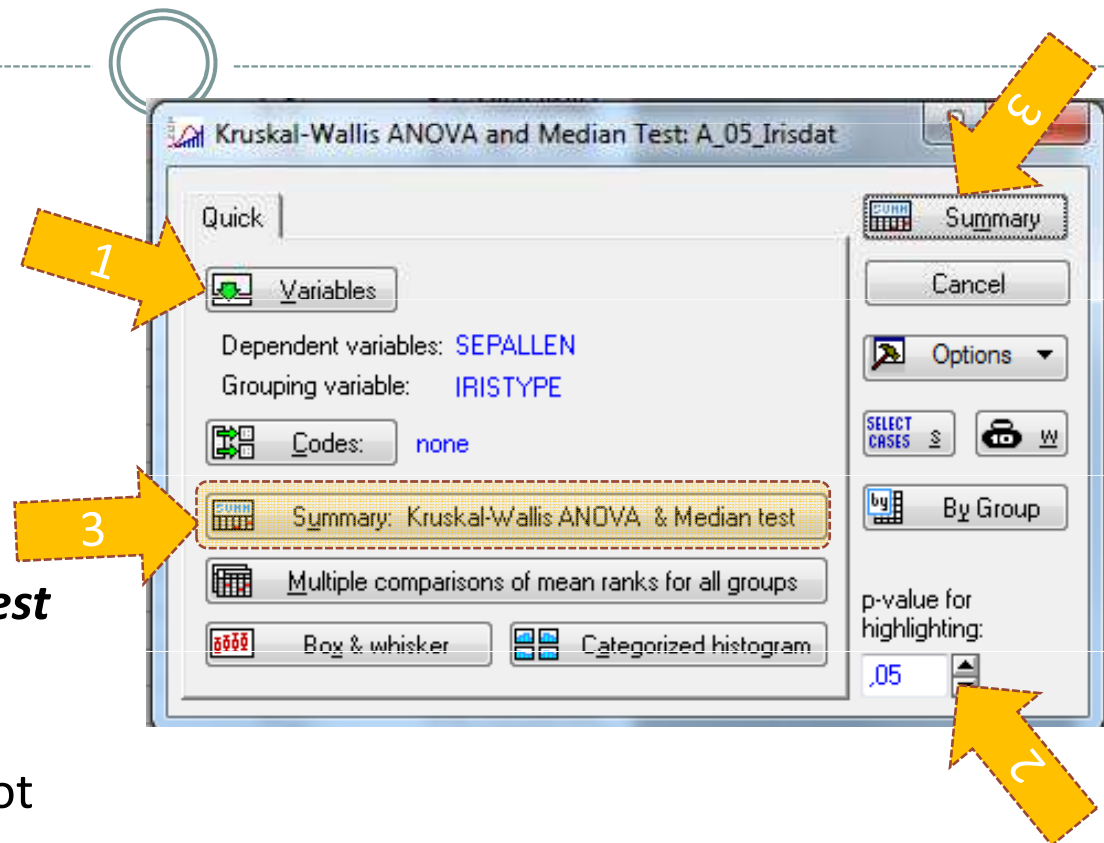 Kruskal-Wallis ANOVA and Median Test: A_05_Irisdat
3
Quick
Summary
1
Variables
Cancel
Dependent variables: SEPALLEN
Options
Grouping variable: IRISTYPE
SELECT CASES S
W
Codes: none
By Group
3
Summary: Kruskal-Wallis ANOVA & Median test
Multiple comparisons of mean ranks for all groups
est
p-value for
highlighting:
Box & whisker
Categorized histogram
,05
2
ot